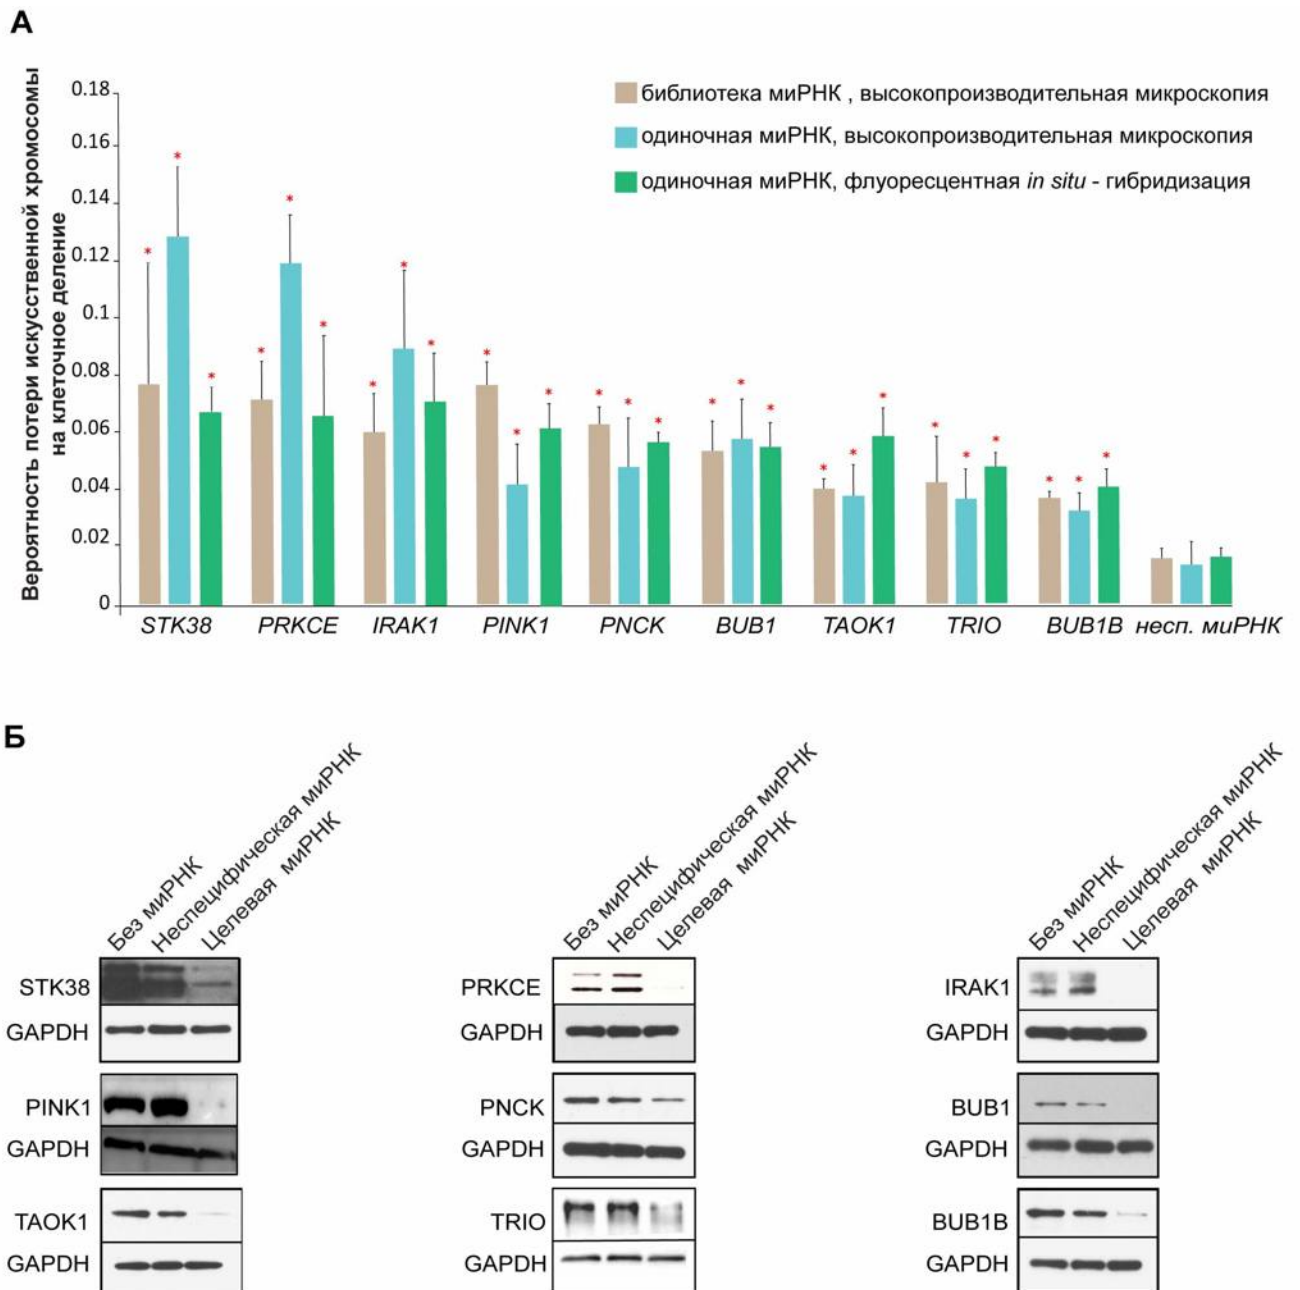 А
Вероятность потери искусственной хромосомы
на клеточное деление
0.18
0.16
0.14
0.12
0.1
0.08
0.06
0.04
0.02
0
библиотека миРНК , высокопроизводительная микроскопия
одиночная миРНК, высокопроизводительная микроскопия
одиночная миРНК, флуоресцентная in situ - гибридизация
* * * * * * * * * * * * * * * * * * * * * * * * * * *
STK38 PRKCE IRAK1 PINK1 PNCK BUB1 TAOK1 TRIO BUB1B несп. миРНК
Б
Без миРНК
Неспецифическая миРНК
Целевая миРНК
STK38
GAPDH
PINK1
GAPDH
TAOK1
GAPDH
Без миРНК
Неспецифическая миРНК
Целевая миРНК
PRKCE
GAPDH
PNCK
GAPDH
TRIO
GAPDH
Без миРНК
Неспецифическая миРНК
Целевая миРНК
IRAK1
GAPDH
BUB1
GAPDH
BUB1B
GAPDH